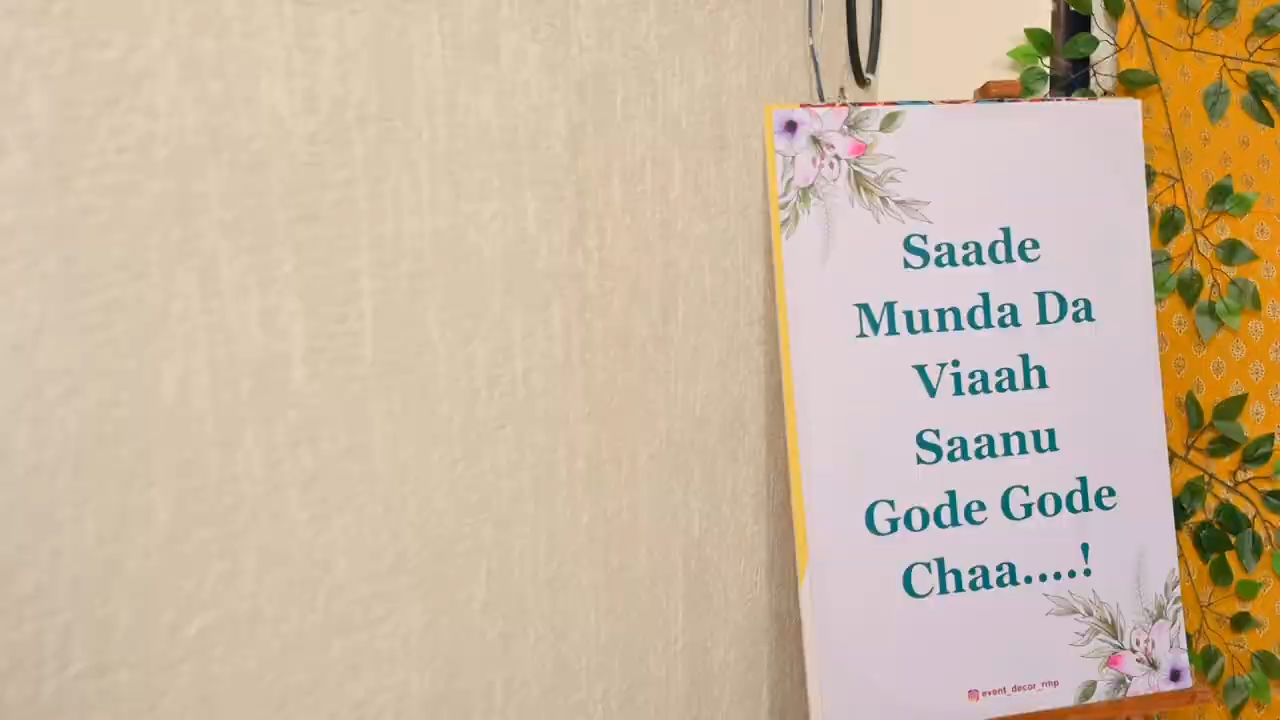 Saade
Munda Da
Viaah
Saanu
Gode Gode
Chaa....!
event_decor_rmp